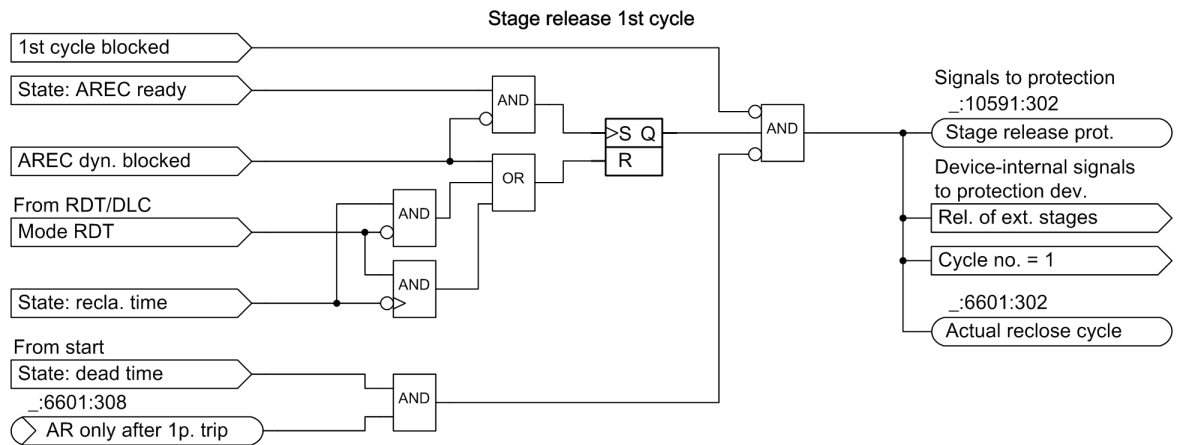 Stage release 1st cycle
1st cycle blocked
State: AREC ready
AND
AREC dyn. blocked
OR
>S Q
R
AND
From RDT/DLC
Mode RDT
AND
AND
State: recla. time
From start
State: dead time
_:6601:308
AR only after 1p. trip
AND
Signals to protection
_:10591:302
Stage release prot.
Device-internal signals
to protection dev.
Rel. of ext. stages
Cycle no. = 1
_:6601:302
Actual reclose cycle